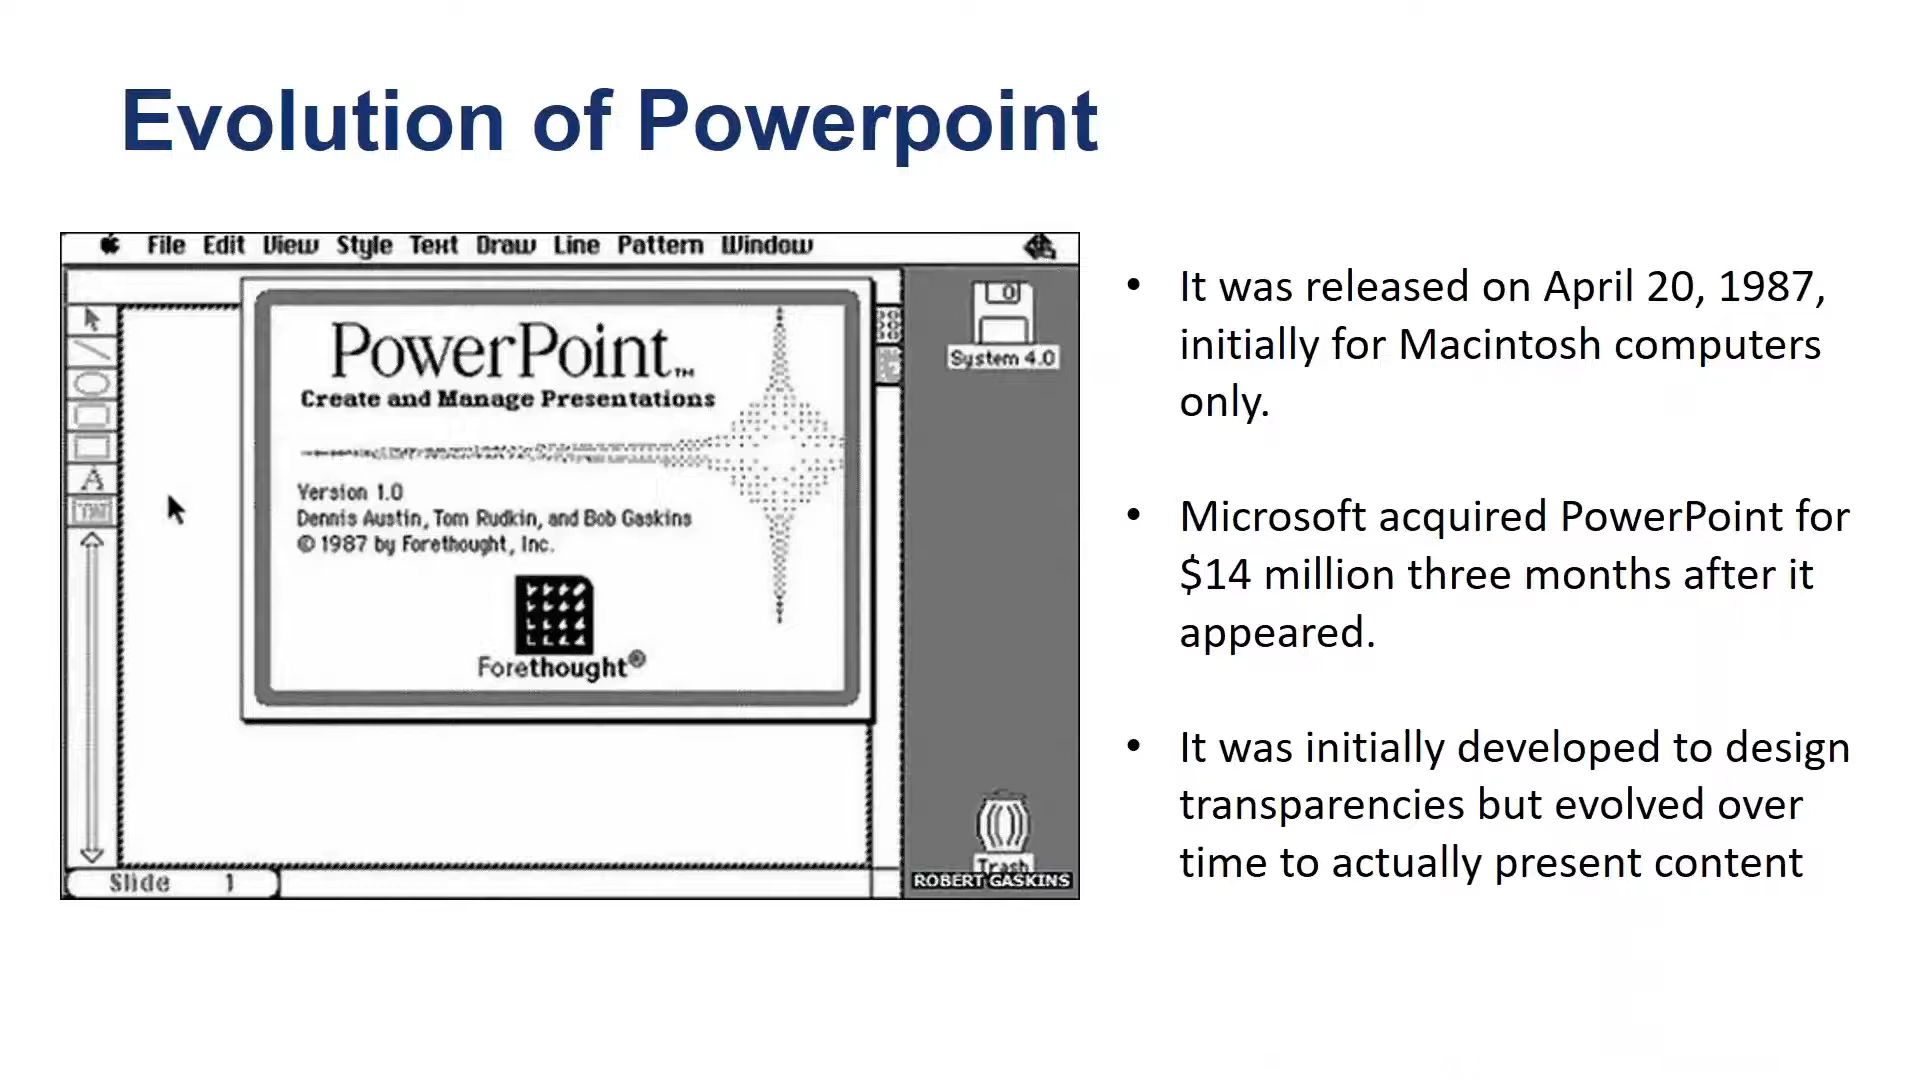 Evolution of Powerpoint
File Edit View Style Text Draw Line Pattern Window
PowerPoint™
Create and Manage Presentations
Version 1.0
Dennis Austin, Tom Rudkin, and Bob Gaskins
© 1987 by Forethought, Inc.
Forethought®
A
System 4.0
Trash
ROBERT GASKINS
Slide 1
• It was released on April 20, 1987,
initially for Macintosh computers
only.
• Microsoft acquired PowerPoint for
$14 million three months after it
appeared.
• It was initially developed to design
transparencies but evolved over
time to actually present content